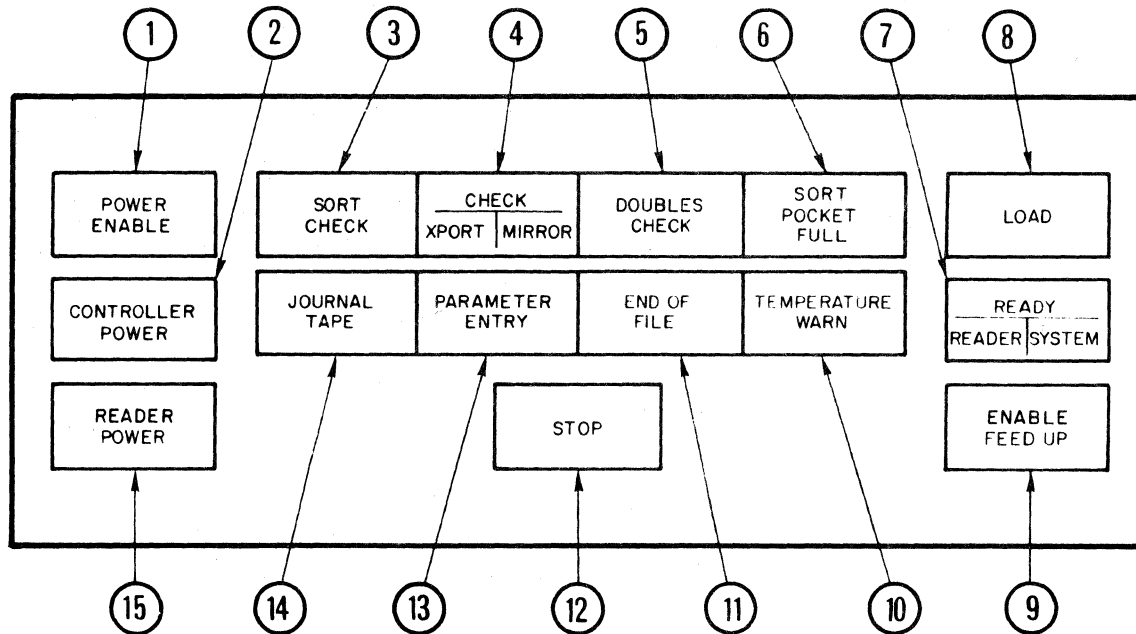 1
2
3
4
5
6
7
8
POWER
ENABLE
SORT
CHECK
CHECK
XPORT MIRROR
DOUBLES
CHECK
SORT
POCKET
FULL
LOAD
CONTROLLER
POWER
JOURNAL
TAPE
PARAMETER
ENTRY
END OF
FILE
TEMPERATURE
WARN
READY
READER SYSTEM
READER
POWER
STOP
ENABLE
FEED UP
15
14
13
12
11
10
9